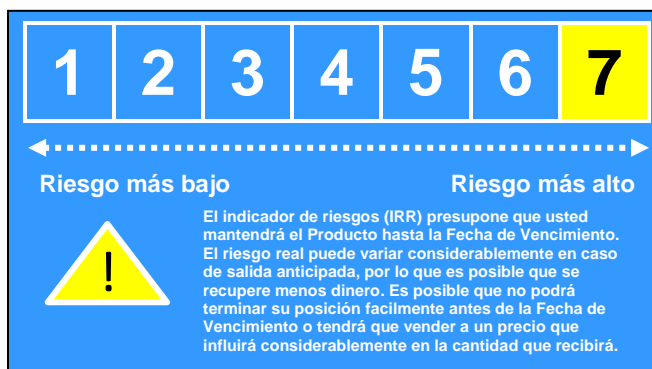 1 2 3 4 5 6 7
Riesgo más bajo Riesgo más alto
El indicador de riesgos (IRR) presupone que usted
mantendrá el Producto hasta la Fecha de Vencimiento.
El riesgo real puede variar considerablemente en caso
de salida anticipada, por lo que es posible que se
recupere menos dinero. Es posible que no podrá
terminar su posición facilmente antes de la Fecha de
Vencimiento o tendrá que vender a un precio que
influirá considerablemente en la cantidad que recibirá.
!